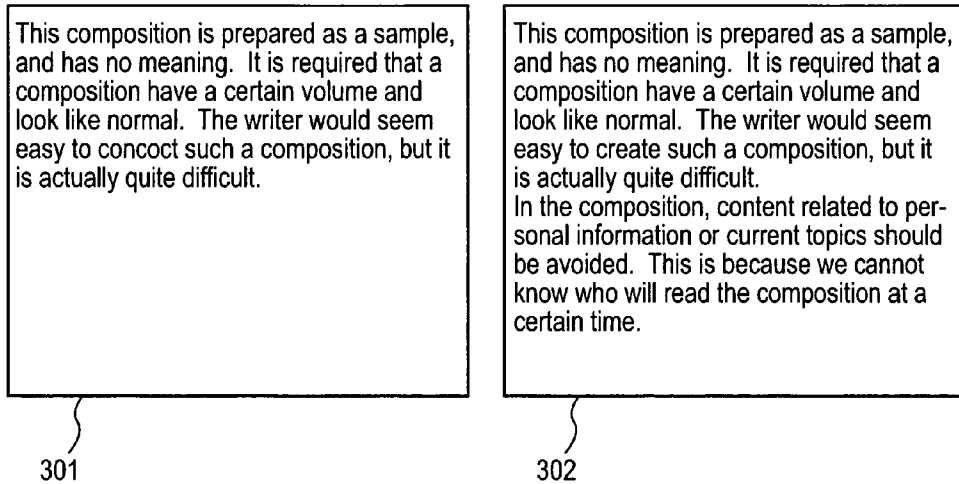 This composition is prepared as a sample,
and has no meaning.  It is required that a
composition have a certain volume and
look like normal.  The writer would seem
easy to concoct such a composition, but it
is actually quite difficult.
301
This composition is prepared as a sample,
and has no meaning.  It is required that a
composition have a certain volume and
look like normal.  The writer would seem
easy to create such a composition, but it
is actually quite difficult.
In the composition, content related to per-
sonal information or current topics should
be avoided.  This is because we cannot
know who will read the composition at a
certain time.
302